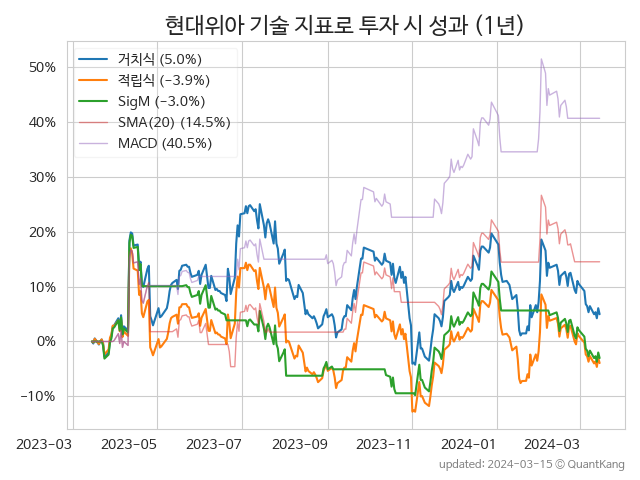 현대위아 기술 지표로 투자 시 성과 (1년)
거치식 (5.0%)
적립식 (−3.9%)
SigM (−3.0%)
SMA(20) (14.5%)
MACD (40.5%)
50%
40%
30%
20%
10%
0%
−10%
2023-03 2023-05 2023-07 2023-09 2023-11 2024-01 2024-03
updated: 2024-03-15 ⓒ QuantKang